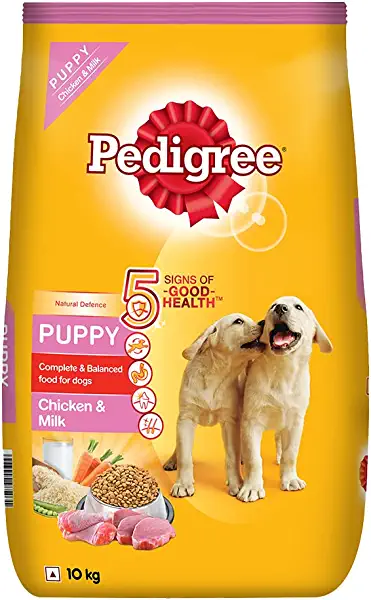 PUPPY
Chicken & Milk
Pedigree®
5 SIGNS OF
-GOOD-
HEALTH™
Natural Defence
PUPPY
Complete & Balanced
food for dogs
Chicken &
Milk
PUPPY
10 kg